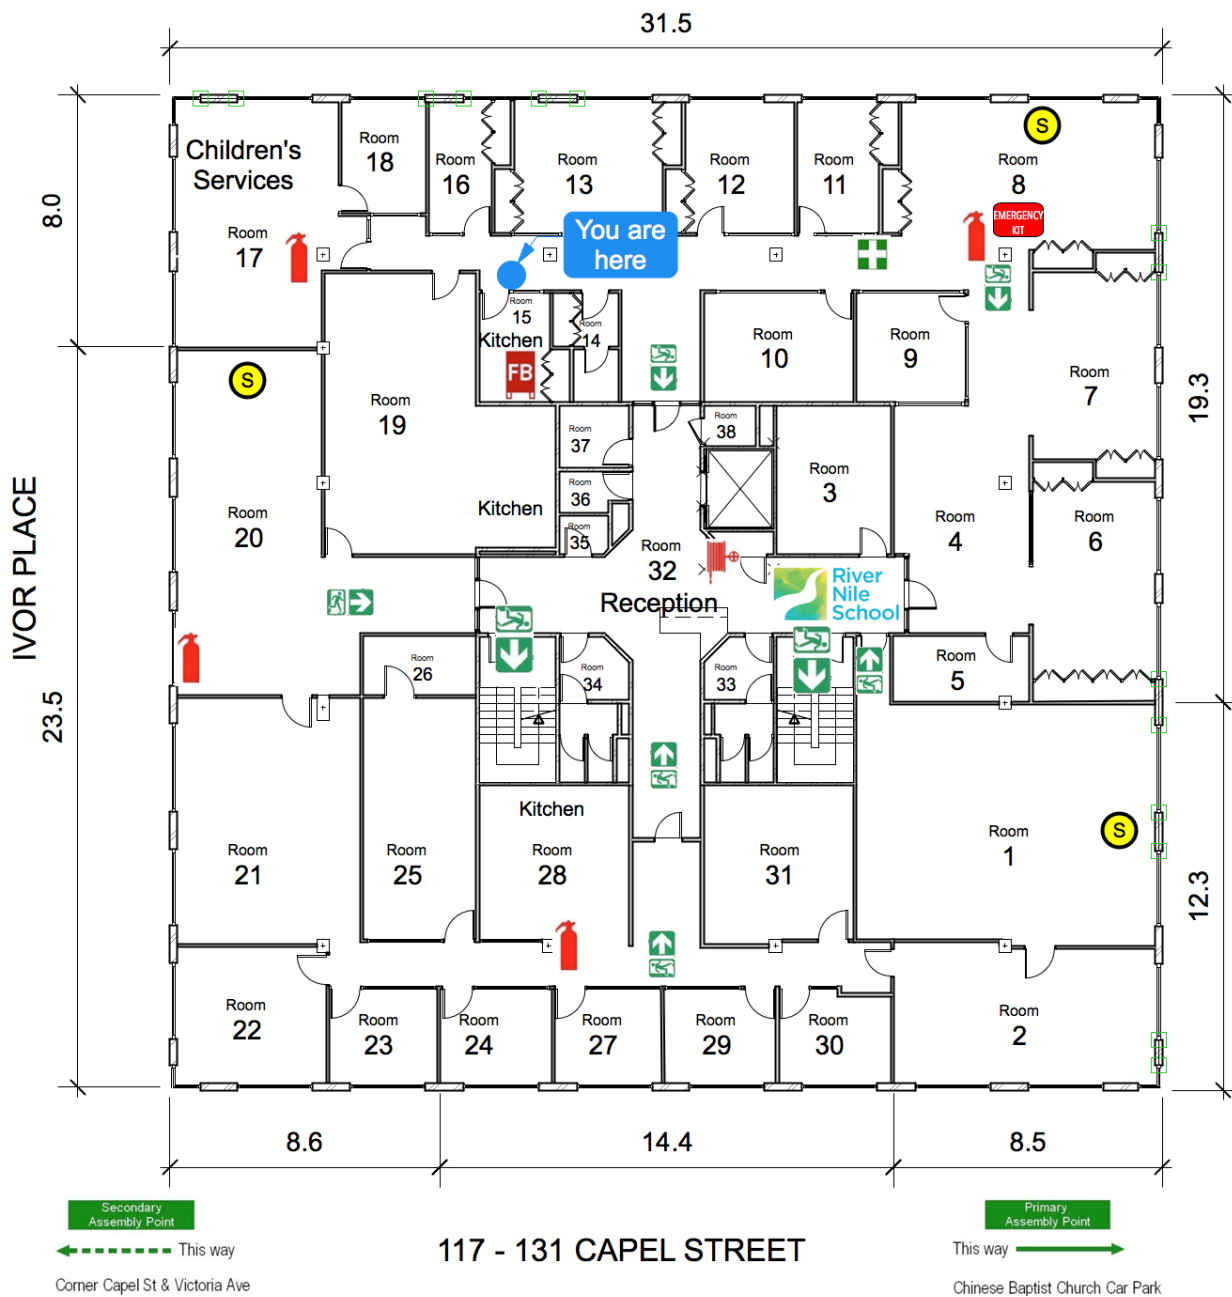 31.5
8.0
23.5
19.3
12.3
IVOR PLACE
Children's
Services
Room
17
Room
18
Room
16
Room
13
Room
12
Room
11
Room
8
S
EMERGENCY
KIT
You are
here
Room
15
Kitchen
FB
Room
14
Room
10
Room
9
Room
7
S
Room
19
Kitchen
Room
20
Room
37
Room
36
Room
35
Room
38
Room
3
Room
4
Room
6
Room
32
Reception
River
Nile
School
Room
5
Room
26
Room
34
Room
33
Room
21
Room
25
Kitchen
Room
28
Room
31
Room
1
S
Room
22
Room
23
Room
24
Room
27
Room
29
Room
30
Room
2
8.6
14.4
8.5
Secondary
Assembly Point
This way
Corner Capel St & Victoria Ave
117 - 131 CAPEL STREET
Primary
Assembly Point
This way
Chinese Baptist Church Car Park